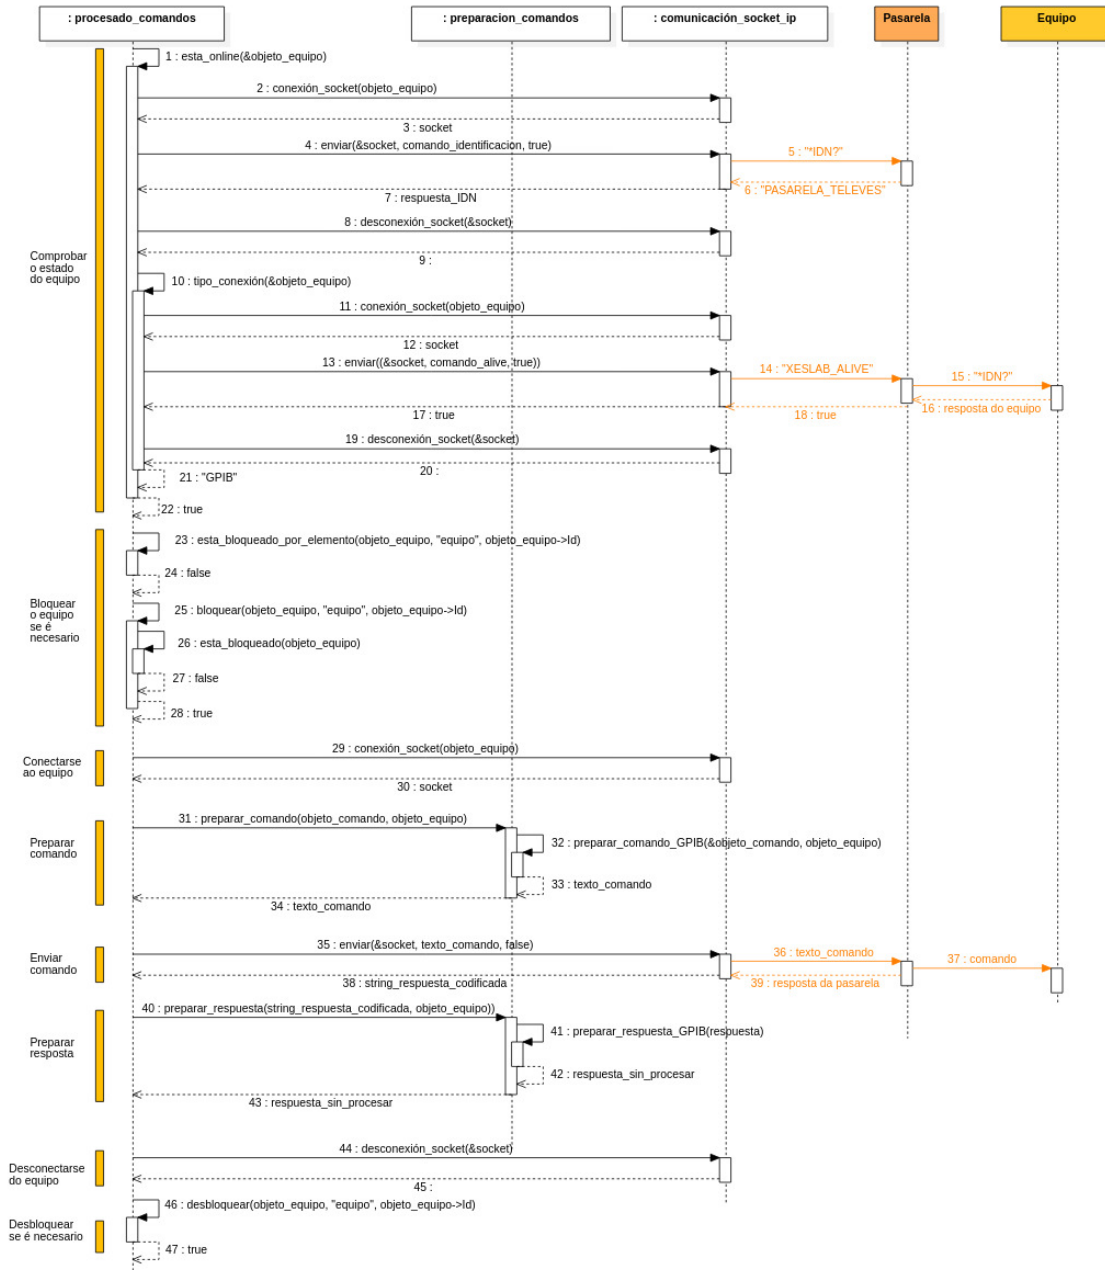 : procesado_comandos
: preparacion_comandos
: comunicación_socket_ip
Pasarela
Equipo
1 : esta_online(&objeto_equipo)
2 : conexión_socket(objeto_equipo)
3 : socket
4 : enviar(&socket, comando_identificacion, true)
5 : "*IDN?"
6 : "PASARELA_TELEVES"
7 : respuesta_IDN
8 : desconexión_socket(&socket)
9 :
Comprobar
o estado
do equipo
10 : tipo_conexión(&objeto_equipo)
11 : conexión_socket(objeto_equipo)
12 : socket
13 : enviar((&socket, comando_alive, true))
14 : "XESLAB_ALIVE"
15 : "*IDN?"
16 : resposta do equipo
17 : true
18 : true
19 : desconexión_socket(&socket)
20 :
21 : "GPIB"
22 : true
23 : esta_bloqueado_por_elemento(objeto_equipo, "equipo", objeto_equipo->Id)
24 : false
Bloquear
o equipo
se é
necesario
25 : bloquear(objeto_equipo, "equipo", objeto_equipo->Id)
26 : esta_bloqueado(objeto_equipo)
27 : false
28 : true
Conectarse
ao equipo
29 : conexión_socket(objeto_equipo)
30 : socket
Preparar
comando
31 : preparar_comando(objeto_comando, objeto_equipo)
32 : preparar_comando_GPIB(&objeto_comando, objeto_equipo)
33 : texto_comando
34 : texto_comando
Enviar
comando
35 : enviar(&socket, texto_comando, false)
36 : texto_comando
37 : comando
38 : string_respuesta_codificada
39 : resposta da pasarela
Preparar
resposta
40 : preparar_respuesta(string_respuesta_codificada, objeto_equipo))
41 : preparar_respuesta_GPIB(respuesta)
42 : respuesta_sin_procesar
43 : respuesta_sin_procesar
Desconectarse
do equipo
44 : desconexión_socket(&socket)
45 :
Desbloquear
se é necesario
46 : desbloquear(objeto_equipo, "equipo", objeto_equipo->Id)
47 : true